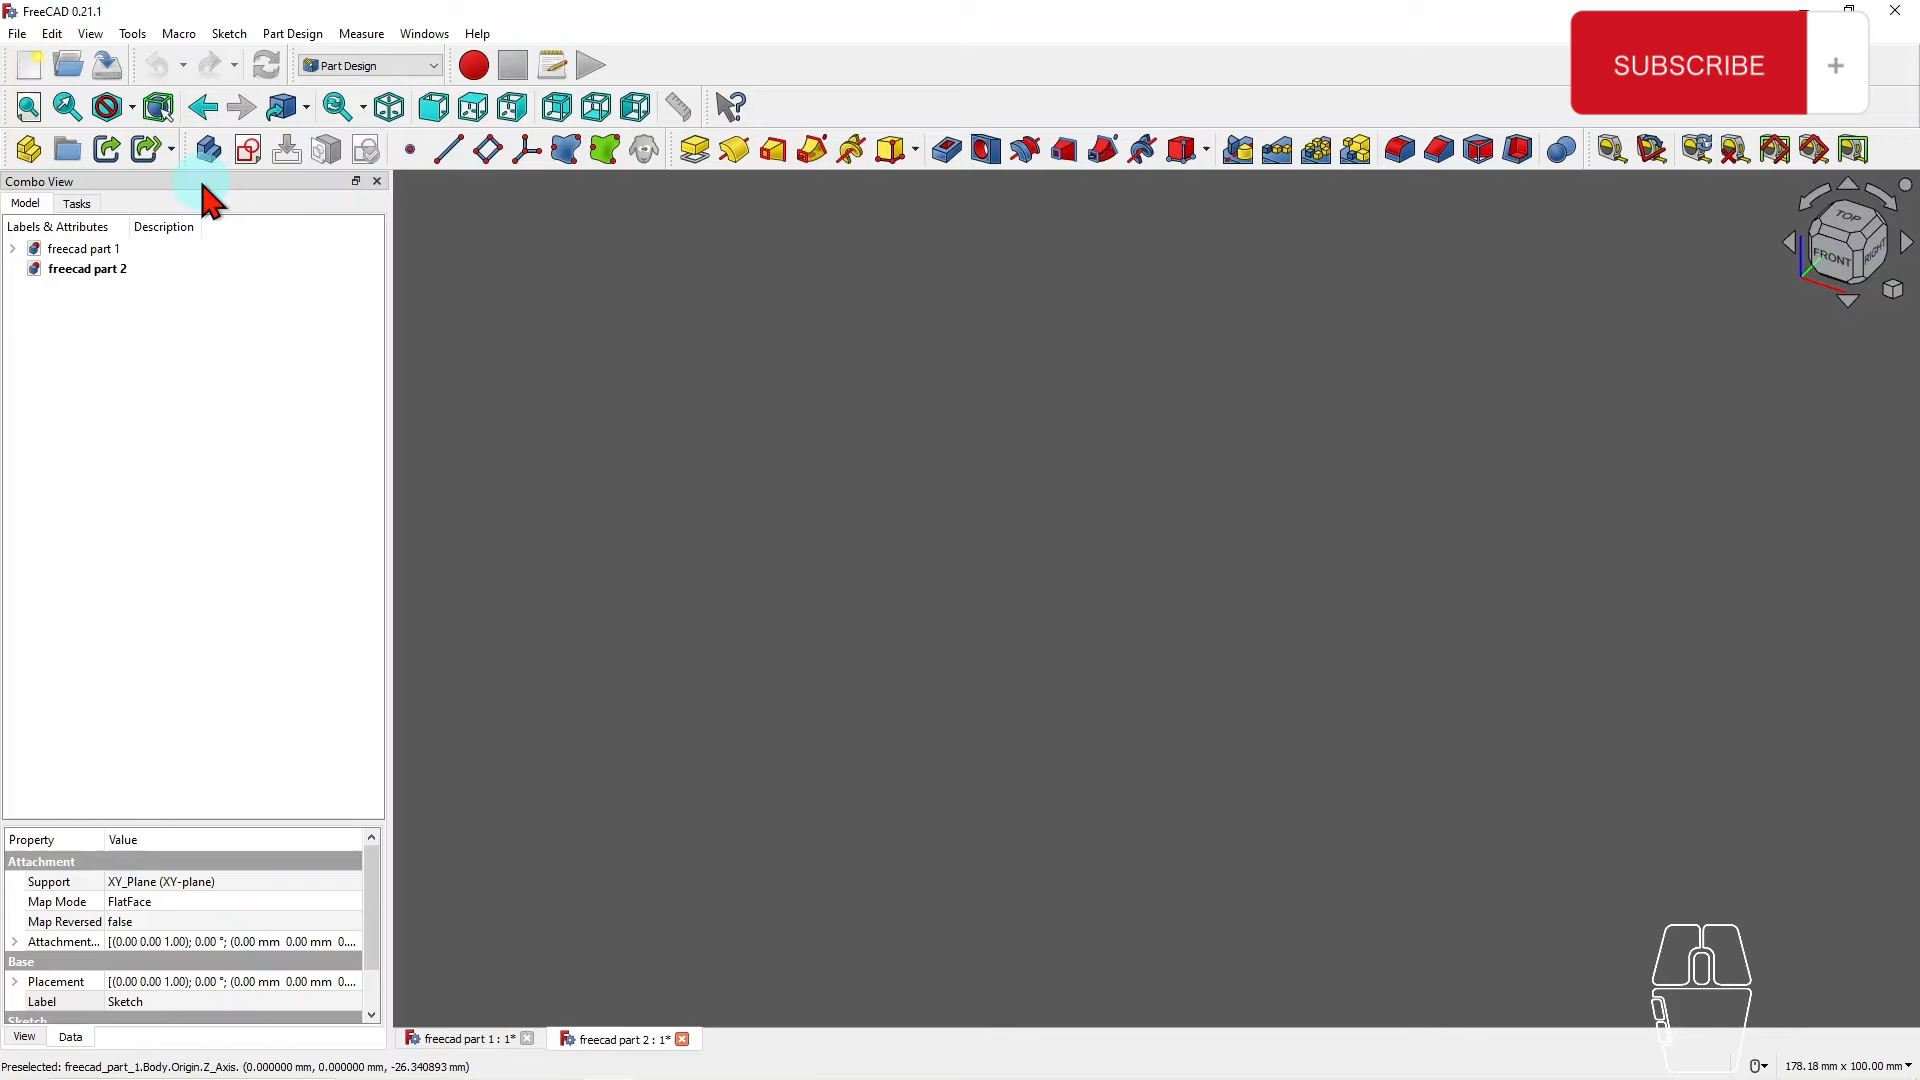 FreeCAD 0.21.1
File Edit View Tools Macro Sketch Part Design Measure Windows Help
Part Design
SUBSCRIBE +
Combo View
Model Tasks
Labels & Attributes Description
freecad part 1
freecad part 2
TOP
FRONT
RIGHT
Property Value
Attachment
Support XY_Plane (XY-plane)
Map Mode FlatFace
Map Reversed false
Attachment... [(0.00 0.00 1.00); 0.00 °; (0.00 mm 0.00 mm 0....
Base
Placement [(0.00 0.00 1.00); 0.00 °; (0.00 mm 0.00 mm 0....
Label Sketch
Sketch
View Data
freecad part 1 : 1*
freecad part 2 : 1*
Preselected: freecad_part_1.Body.Origin.Z_Axis. (0.000000 mm, 0.000000 mm, -26.340893 mm)
178.18 mm x 100.00 mm